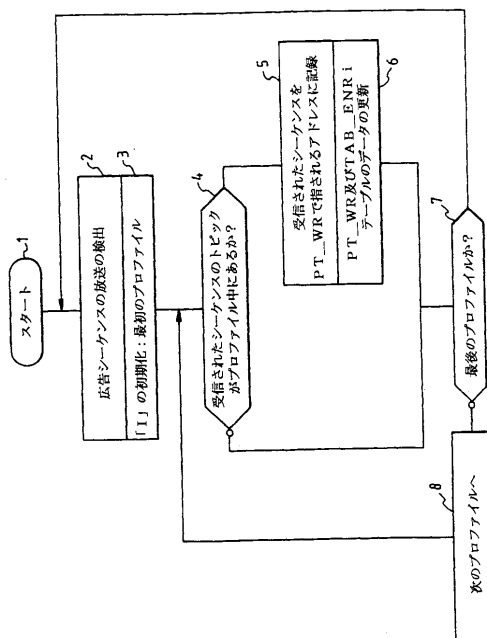 スタート
1
広告シーケンスの放送の検出
2
「I」の初期化：最初のプロファイル
3
受信されたシーケンスのトピック
がプロファイル中にあるか？
4
受信されたシーケンスを
PT_WRで指されるアドレスに記録
5
PT_WR及びTAB_ENRi
テーブルのデータの更新
6
最後のプロファイルか？
7
次のプロファイルへ
8